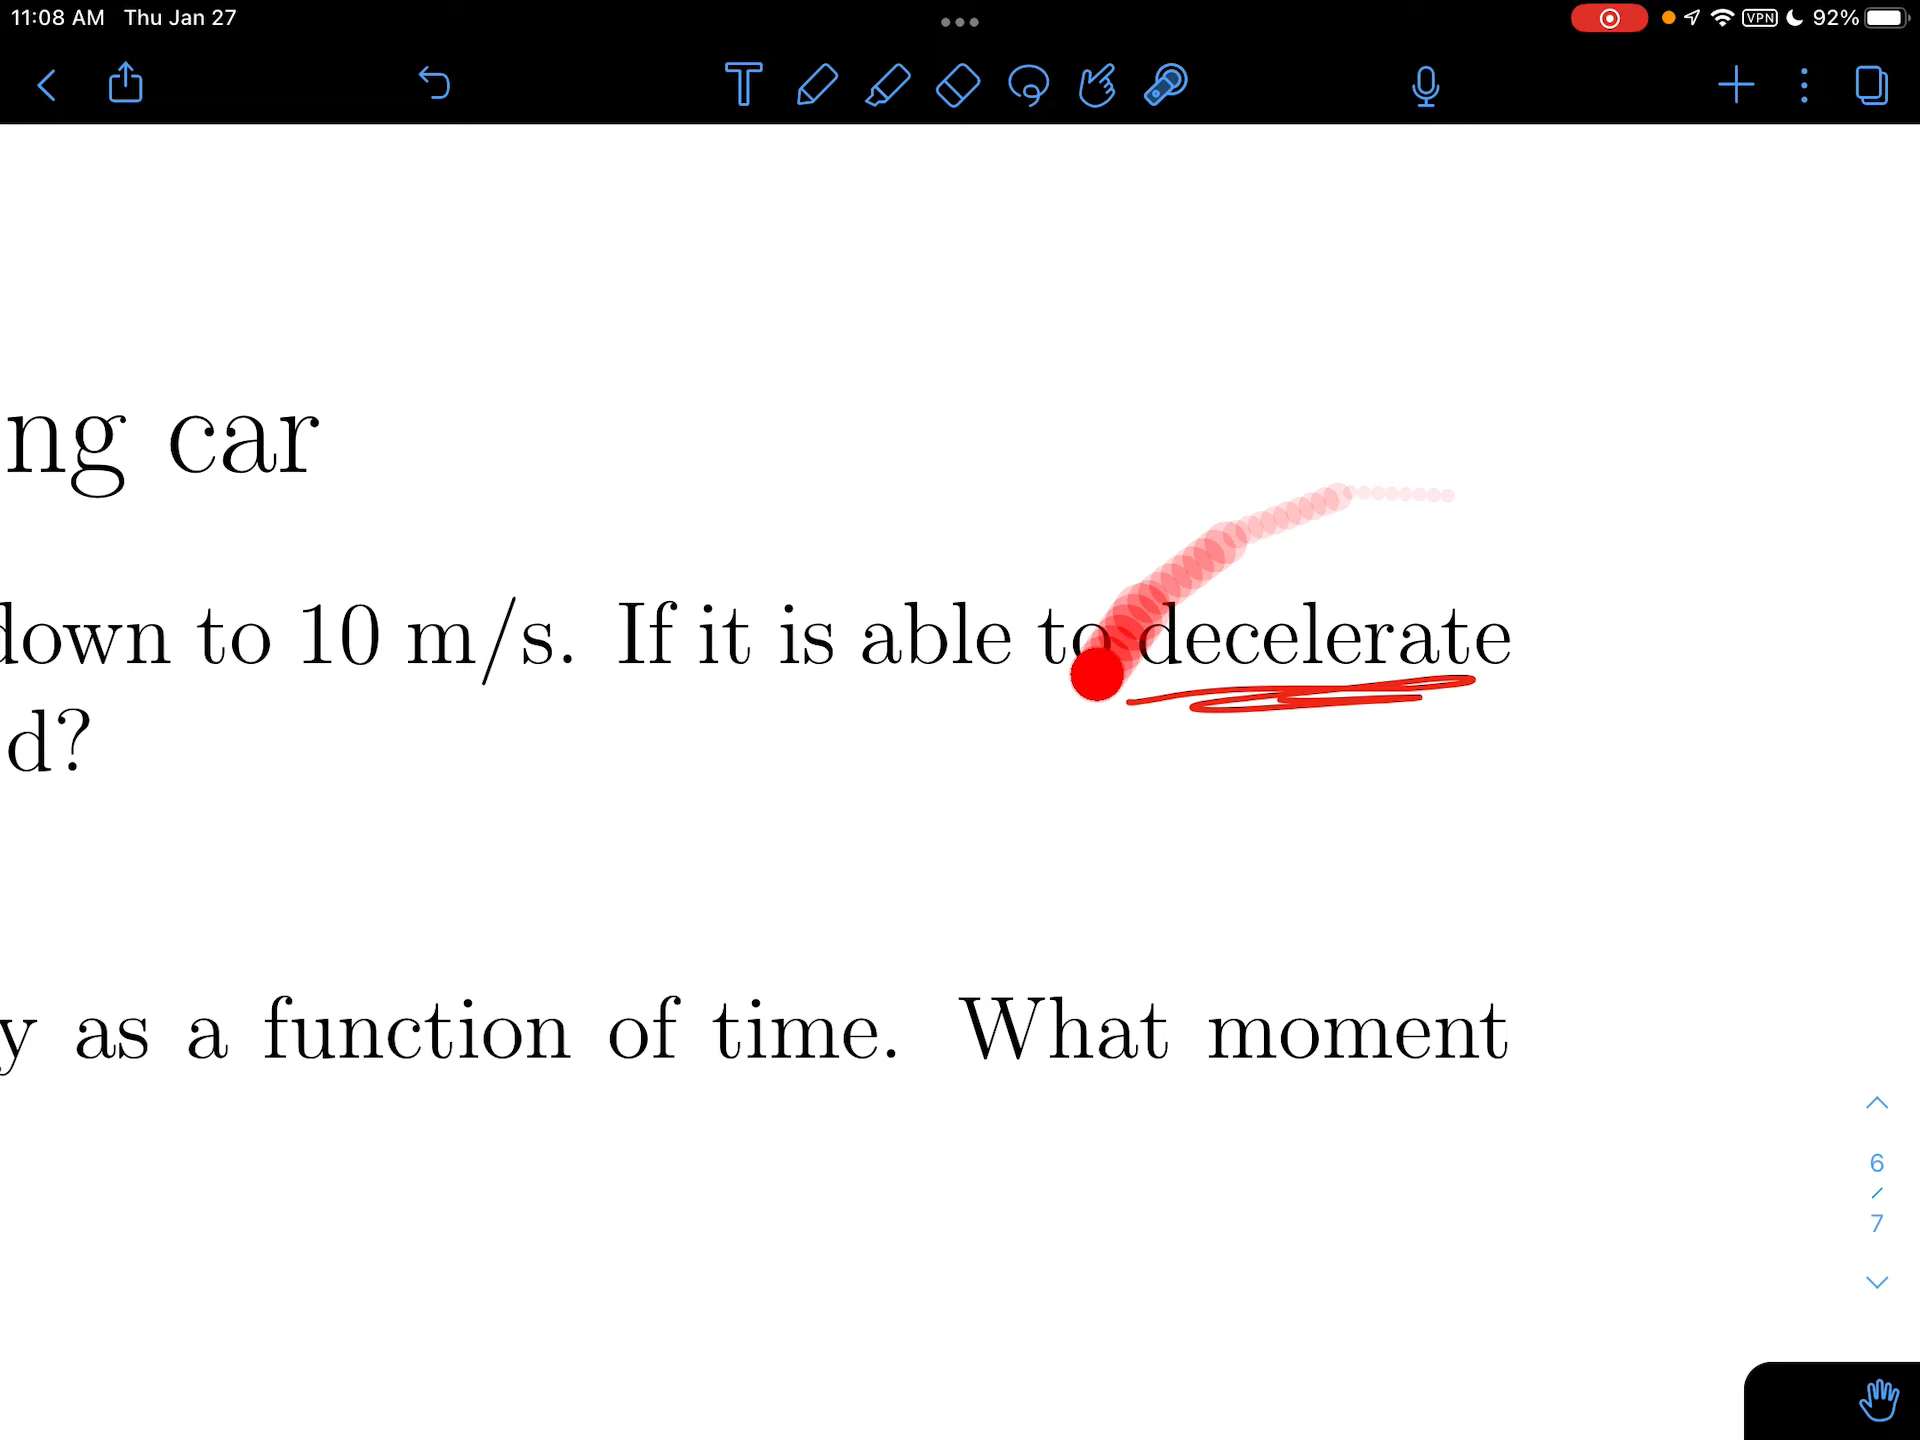 11:08 AM Thu Jan 27
VPN 92%
T
ng car
down to 10 m/s. If it is able to decelerate
d?
y as a function of time. What moment
6
/
7